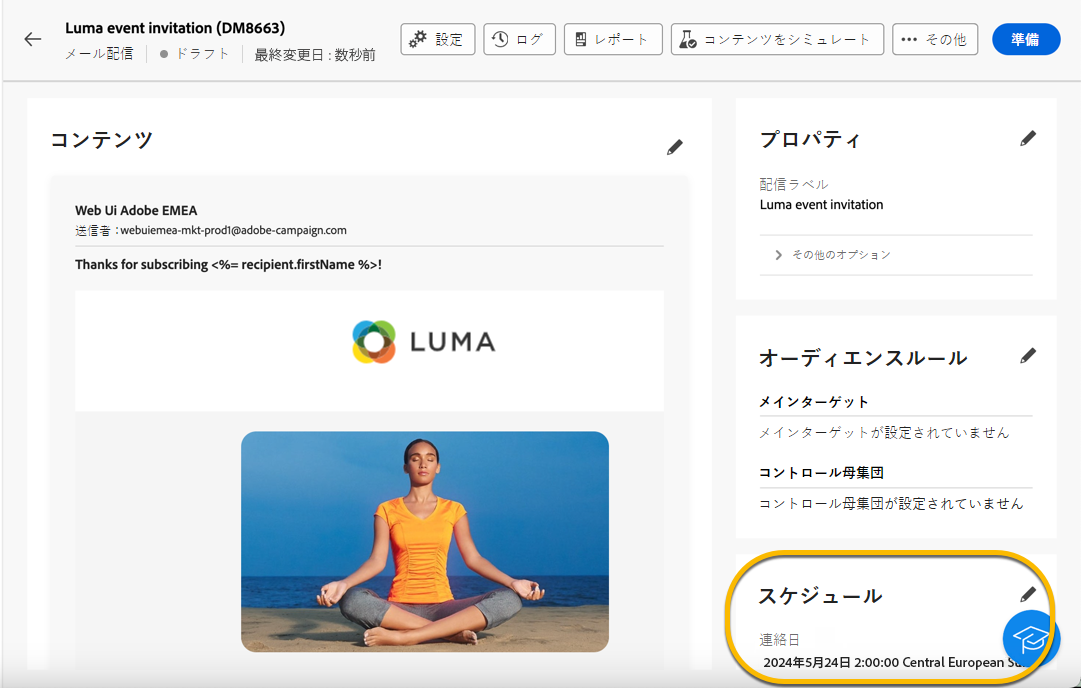 Luma event invitation (DM8663)
メール配信 ドラフト 最終変更日 : 数秒前
設定
ログ
レポート
コンテンツをシミュレート
その他
準備
コンテンツ
Web Ui Adobe EMEA
送信者 : webuiemea-mkt-prod1@adobe-campaign.com
Thanks for subscribing <%= recipient.firstName %>!
LUMA
プロパティ
配信ラベル
Luma event invitation
その他のオプション
オーディエンスルール
メインターゲット
メインターゲットが設定されていません
コントロール母集団
コントロール母集団が設定されていません
スケジュール
連絡日
2024年5月24日 2:00:00 Central European